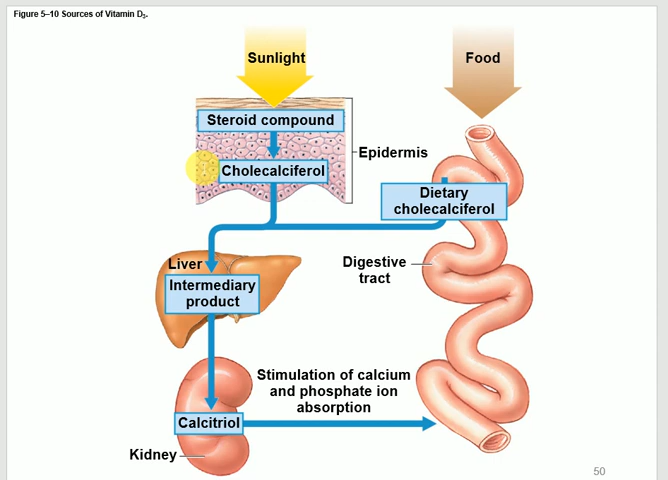 Figure 5–10 Sources of Vitamin D₃.
Sunlight
Food
Steroid compound
Epidermis
Cholecalciferol
Dietary
cholecalciferol
Liver
Digestive
tract
Intermediary
product
Stimulation of calcium
and phosphate ion
absorption
Calcitriol
Kidney
50